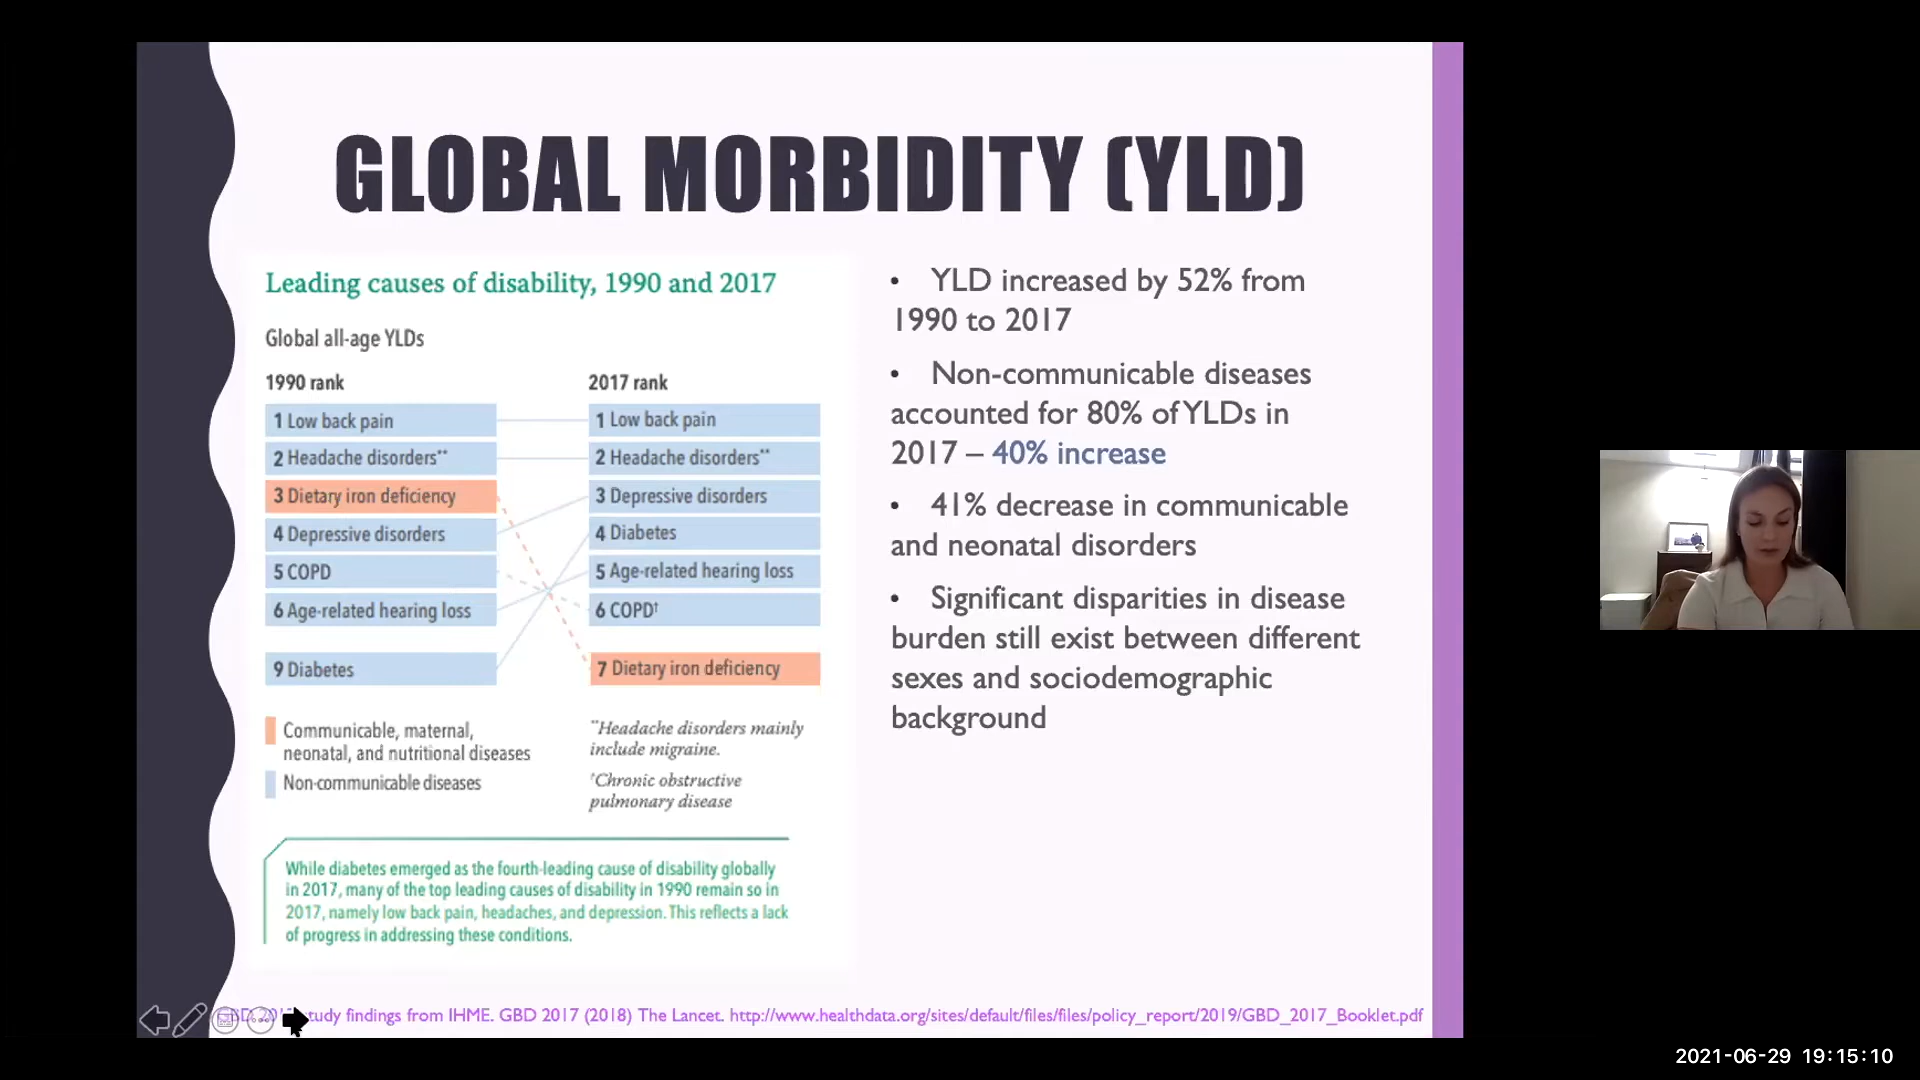 GLOBAL MORBIDITY (YLD)
Leading causes of disability, 1990 and 2017
Global all-age YLDs
1990 rank
1 Low back pain
2 Headache disorders**
3 Dietary iron deficiency
4 Depressive disorders
5 COPD
6 Age-related hearing loss
9 Diabetes
2017 rank
1 Low back pain
2 Headache disorders**
3 Depressive disorders
4 Diabetes
5 Age-related hearing loss
6 COPD†
7 Dietary iron deficiency
Communicable, maternal,
neonatal, and nutritional diseases
Non-communicable diseases
**Headache disorders mainly
include migraine.
†Chronic obstructive
pulmonary disease
While diabetes emerged as the fourth-leading cause of disability globally
in 2017, many of the top leading causes of disability in 1990 remain so in
2017, namely low back pain, headaches, and depression. This reflects a lack
of progress in addressing these conditions.
• YLD increased by 52% from
1990 to 2017
• Non-communicable diseases
accounted for 80% of YLDs in
2017 – 40% increase
• 41% decrease in communicable
and neonatal disorders
• Significant disparities in disease
burden still exist between different
sexes and sociodemographic
background
findings from IHME. GBD 2017 (2018) The Lancet. http://www.healthdata.org/sites/default/files/files/policy_report/2019/GBD_2017_Booklet.pdf
2021-06-29 19:15:10